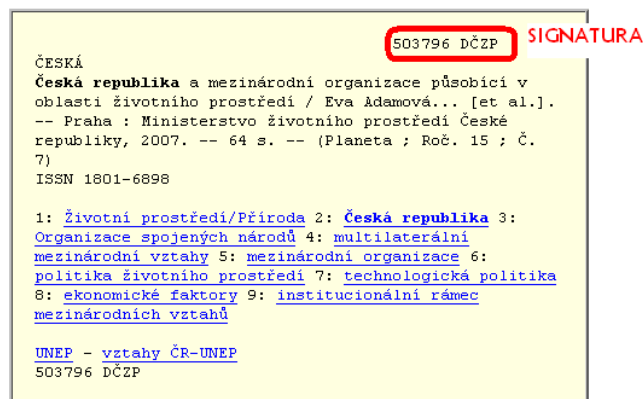 503796 DČZP
SIGNATURA
ČESKÁ
Česká republika a mezinárodní organizace působící v
oblasti životního prostředí / Eva Adamová... [et al.].
-- Praha : Ministerstvo životního prostředí České
republiky, 2007. -- 64 s. -- (Planeta ; Roč. 15 ; Č.
7)
ISSN 1801-6898
1: Životní prostředí/Příroda 2: Česká republika 3:
Organizace spojených národů 4: multilaterální
mezinárodní vztahy 5: mezinárodní organizace 6:
politika životního prostředí 7: technologická politika
8: ekonomické faktory 9: institucionální rámec
mezinárodních vztahů
UNEP - vztahy ČR-UNEP
503796 DČZP